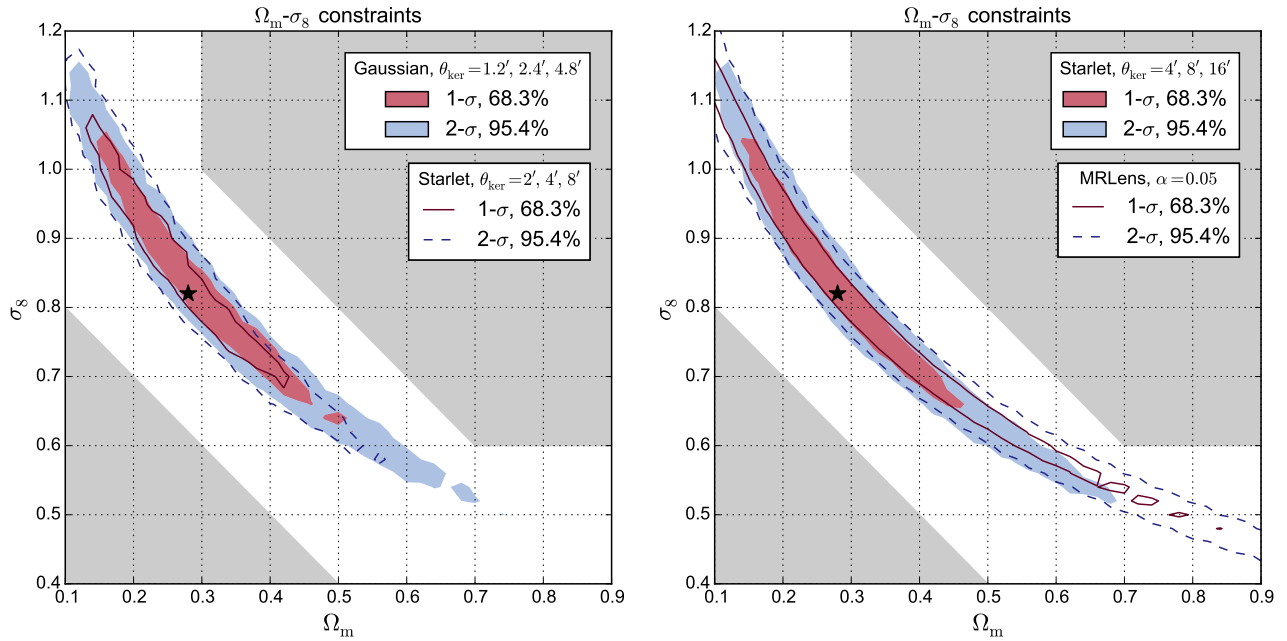 Ωₘ-σ₈ constraints
1.2
1.1
1.0
0.9
0.8
0.7
0.6
0.5
0.4
σ₈
Gaussian, θ_ker =1.2′, 2.4′, 4.8′
1-σ, 68.3%
2-σ, 95.4%
Starlet, θ_ker =2′, 4′, 8′
1-σ, 68.3%
2-σ, 95.4%
0.1 0.2 0.3 0.4 0.5 0.6 0.7 0.8 0.9
Ωₘ
Ωₘ-σ₈ constraints
1.2
1.1
1.0
0.9
0.8
0.7
0.6
0.5
0.4
σ₈
Starlet, θ_ker =4′, 8′, 16′
1-σ, 68.3%
2-σ, 95.4%
MRLens, α=0.05
1-σ, 68.3%
2-σ, 95.4%
0.1 0.2 0.3 0.4 0.5 0.6 0.7 0.8 0.9
Ωₘ